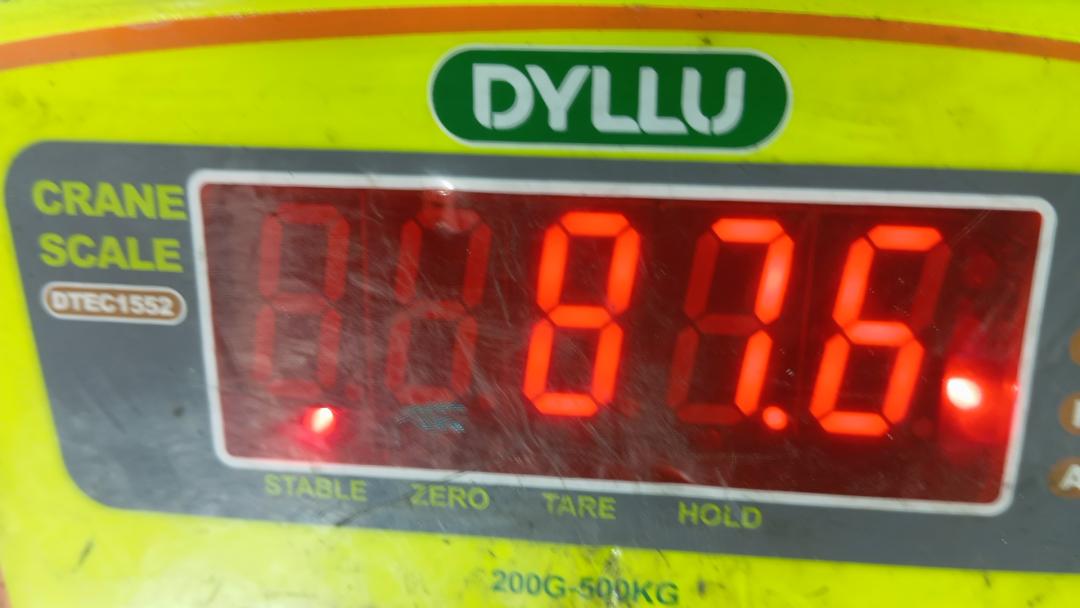 DYLLU
CRANE
SCALE
DTEC1552
87.6
STABLE ZERO TARE HOLD
200G-500KG